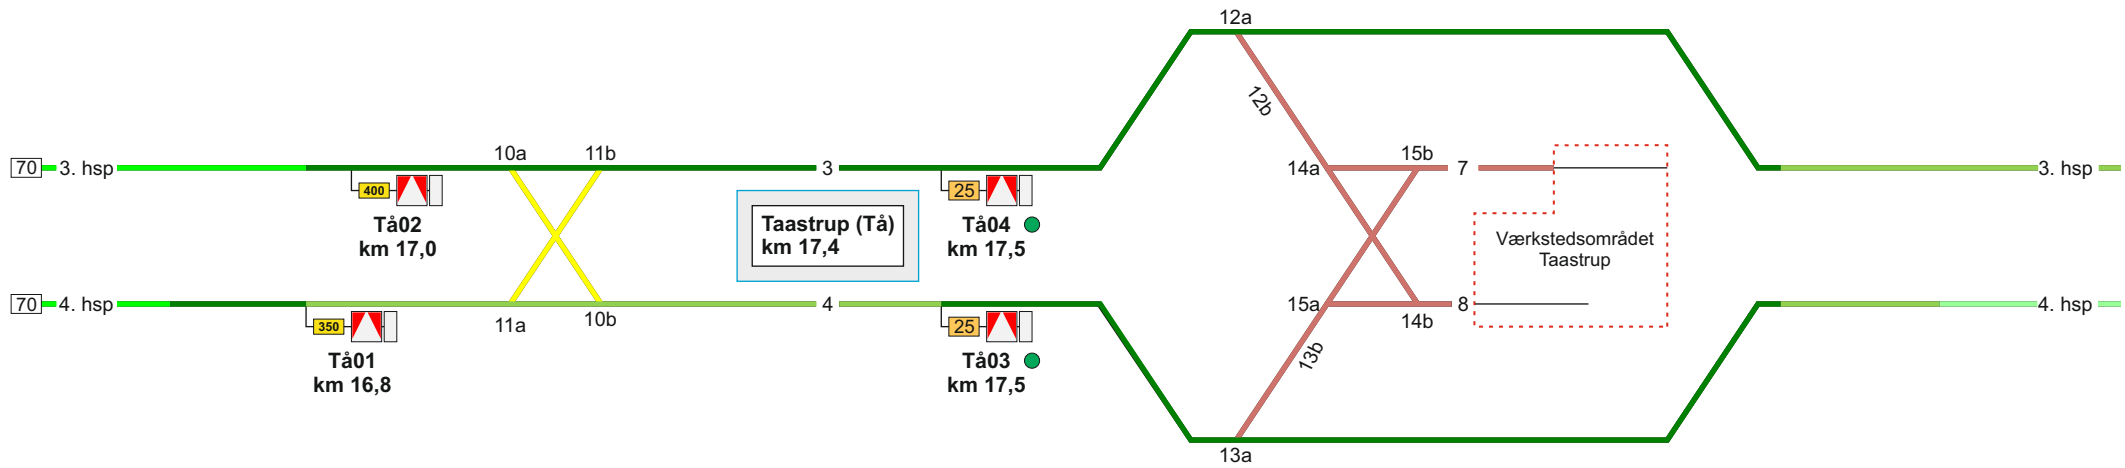 12a
12b
10a
11b
15b
70
3. hsp
3
14a
7
3. hsp
400
25
Tå02
km 17,0
Taastrup (Tå)
km 17,4
Tå04
km 17,5
Værkstedsområdet
Taastrup
70
4. hsp
4
15a
8
4. hsp
11a
10b
14b
350
25
13b
Tå01
km 16,8
Tå03
km 17,5
13a